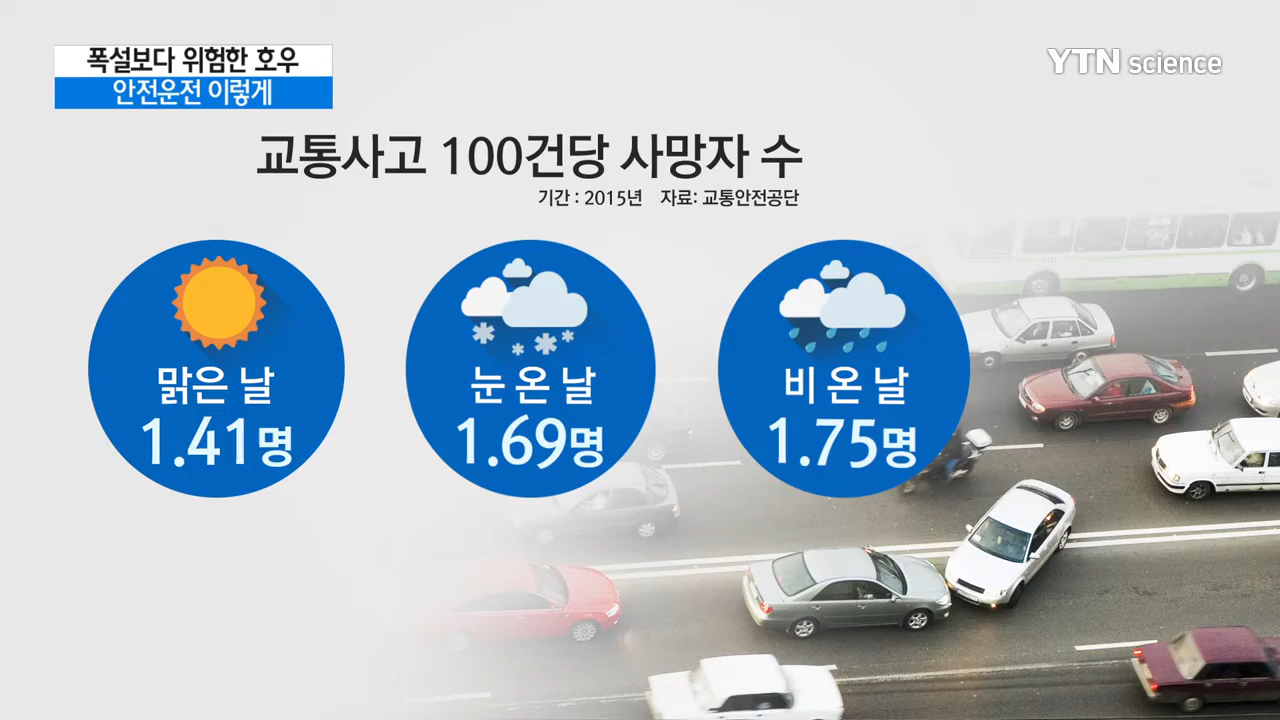 폭설보다 위험한 호우
안전운전 이렇게
YTN science
교통사고 100건당 사망자 수
기간 : 2015년 자료: 교통안전공단
맑은 날
1.41명
눈 온 날
1.69명
비 온 날
1.75명